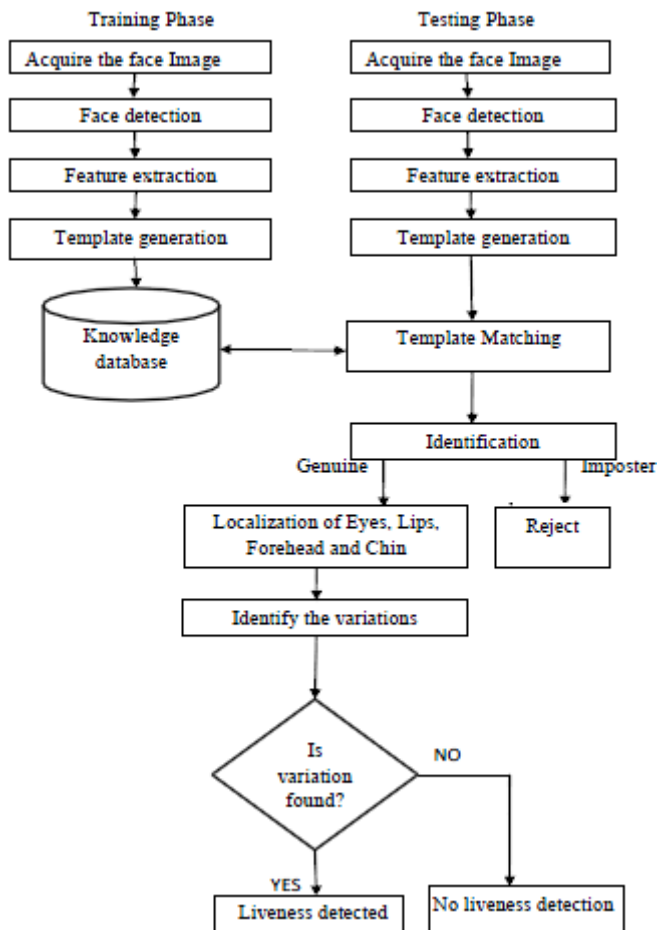 Training Phase
Testing Phase
Acquire the face Image
Acquire the face Image
Face detection
Face detection
Feature extraction
Feature extraction
Template generation
Template generation
Knowledge
database
Template Matching
Identification
Genuine
Imposter
Localization of Eyes, Lips,
Forehead and Chin
Reject
Identify the variations
Is
variation
found?
NO
YES
Liveness detected
No liveness detection